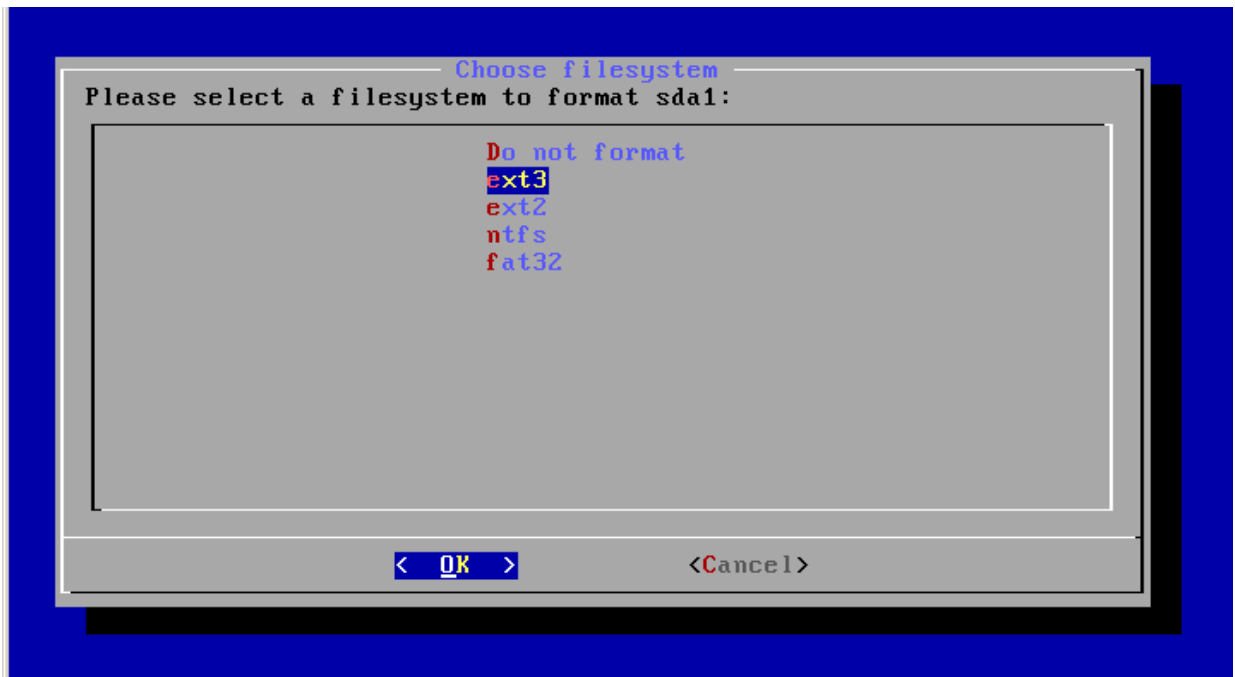 Choose filesystem
Please select a filesystem to format sda1:
Do not format
ext3
ext2
ntfs
fat32
< OK > <Cancel>